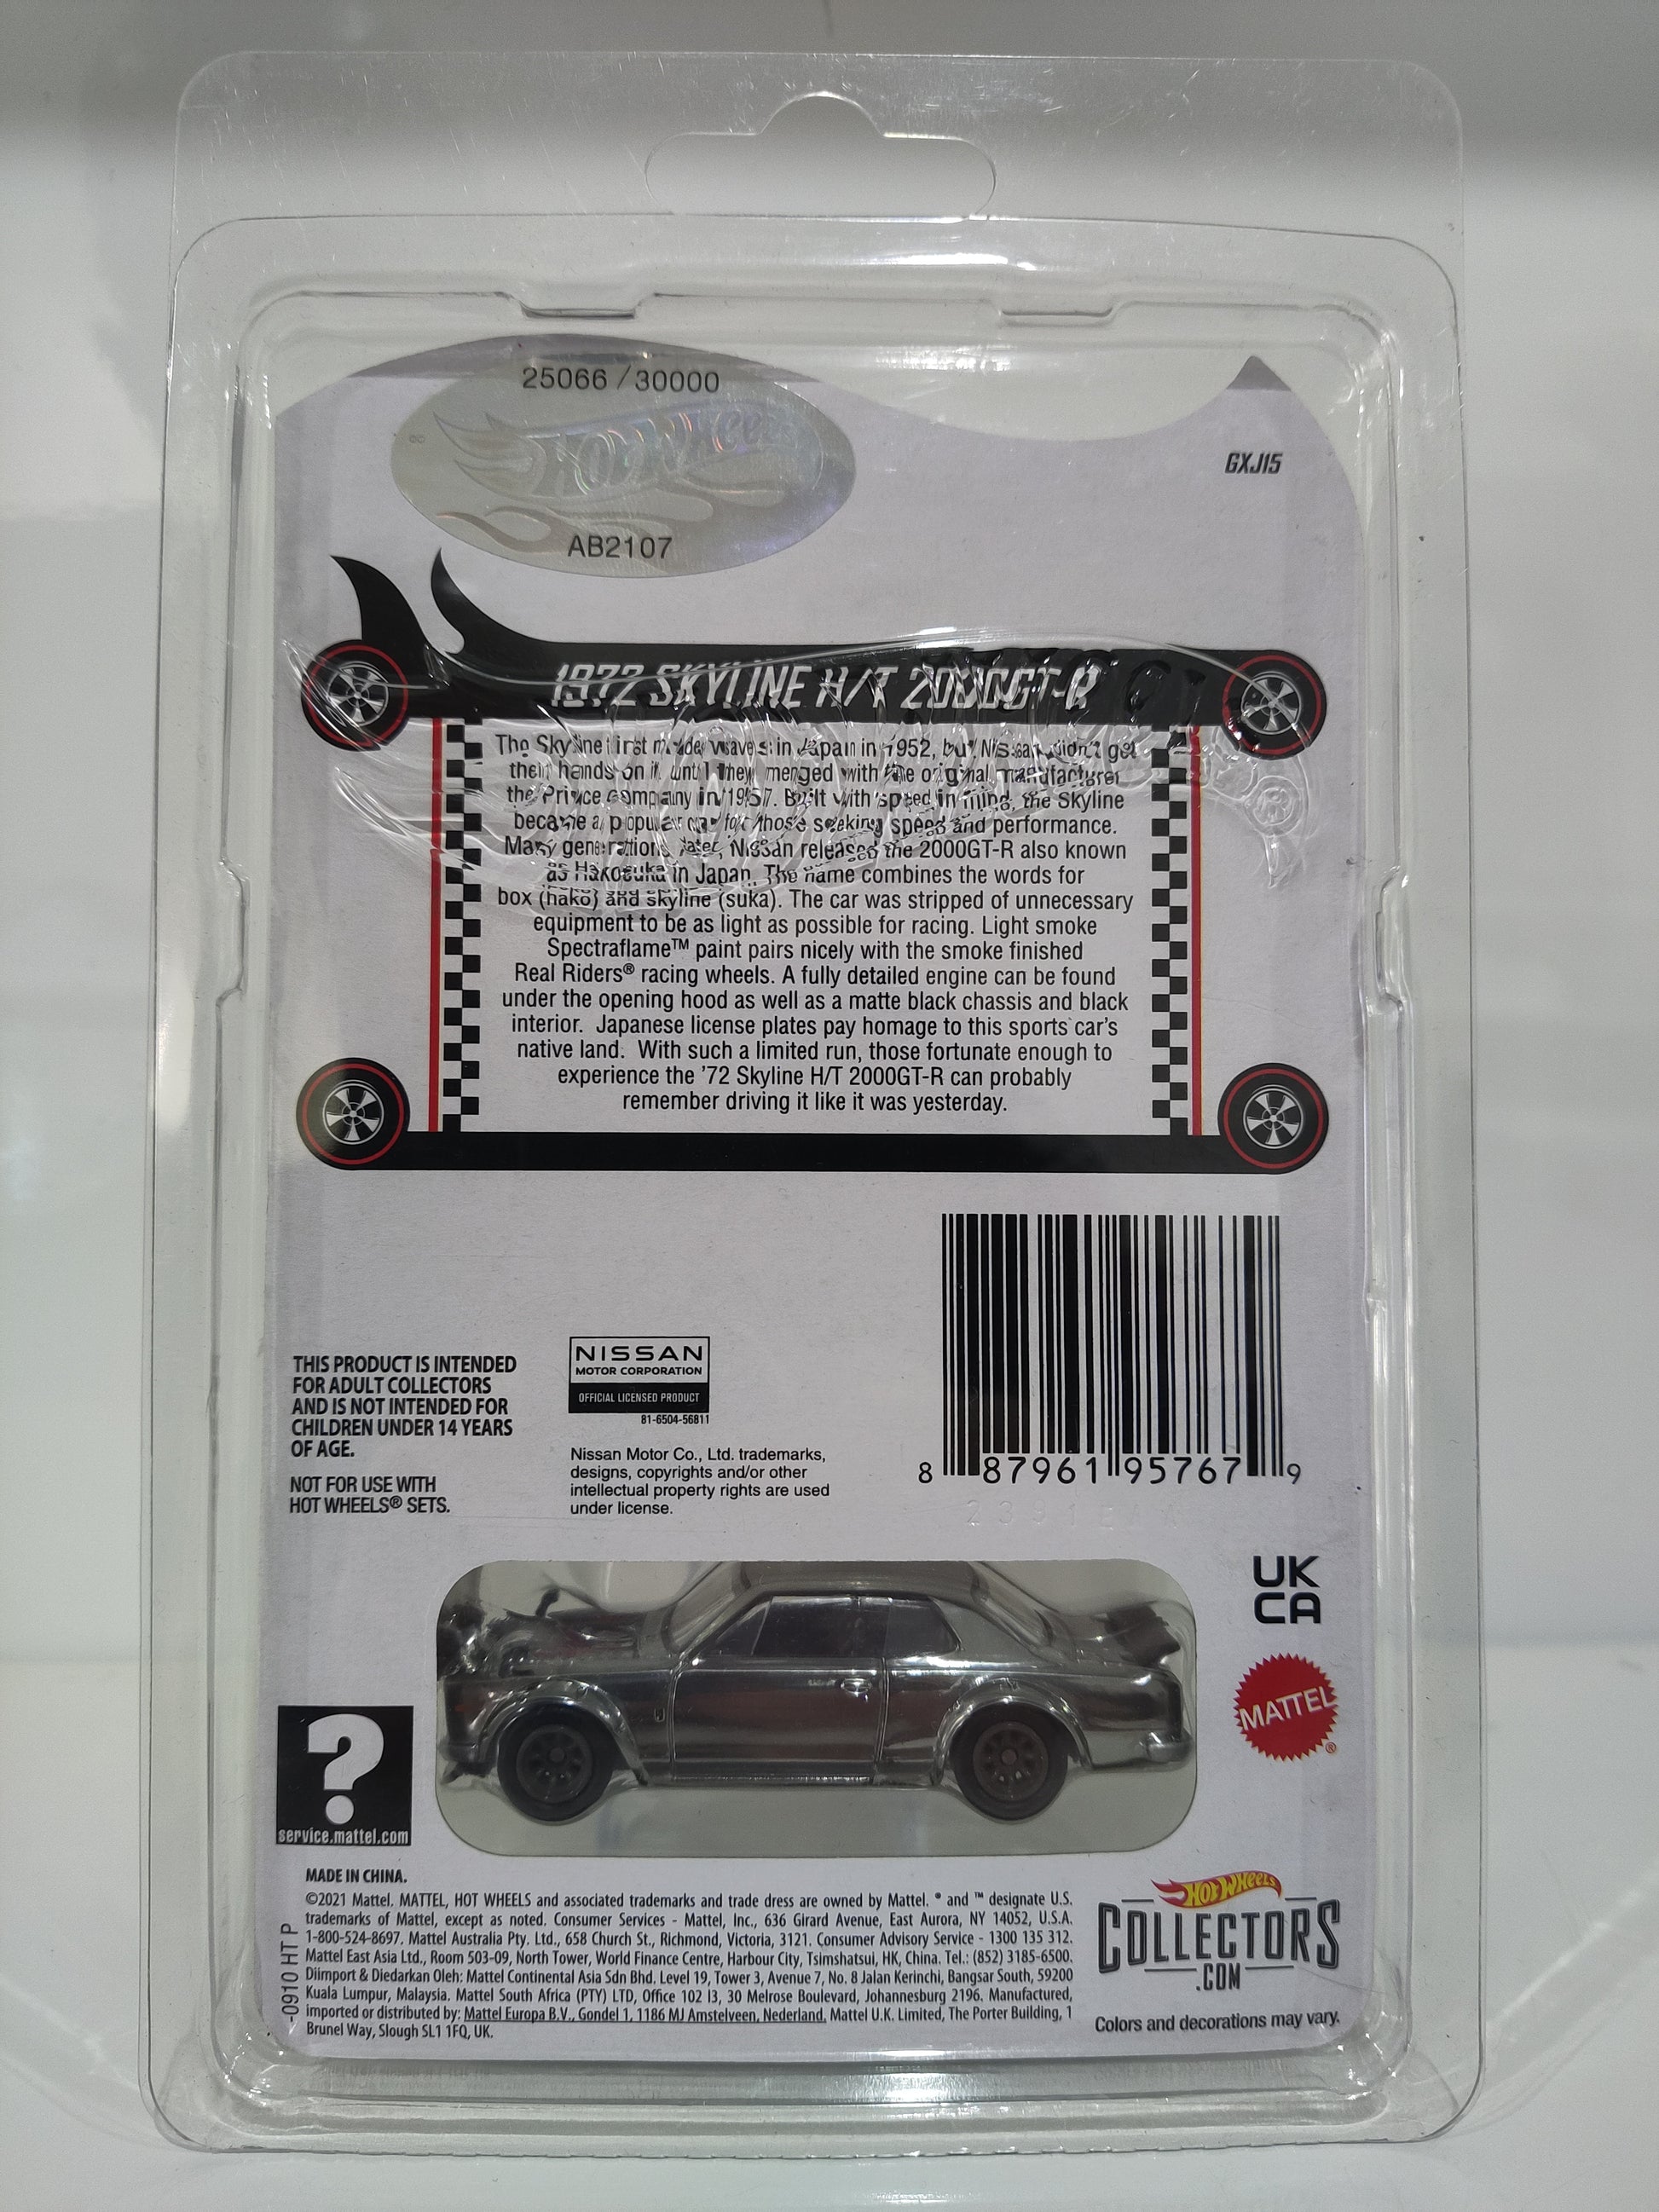 25066 / 30000
Hot Wheels
AB2107
GXJ15
1972 SKYLINE H/T 2000GT-R
The Skyline first made waves in Japan in 1952, but Nissan didn't get
their hands on it until they merged with the original manufacturer
the Prince company in 1957. Built with speed in mind, the Skyline
became a popular car for those seeking speed and performance.
Many generations later, Nissan released the 2000GT-R also known
as Hakosuka in Japan. The name combines the words for
box (hako) and skyline (suka). The car was stripped of unnecessary
equipment to be as light as possible for racing. Light smoke
Spectraflame™ paint pairs nicely with the smoke finished
Real Riders® racing wheels. A fully detailed engine can be found
under the opening hood as well as a matte black chassis and black
interior. Japanese license plates pay homage to this sports car's
native land. With such a limited run, those fortunate enough to
experience the '72 Skyline H/T 2000GT-R can probably
remember driving it like it was yesterday.
THIS PRODUCT IS INTENDED
FOR ADULT COLLECTORS
AND IS NOT INTENDED FOR
CHILDREN UNDER 14 YEARS
OF AGE.
NOT FOR USE WITH
HOT WHEELS® SETS.
NISSAN
MOTOR CORPORATION
OFFICIAL LICENSED PRODUCT
81-6504-56811
Nissan Motor Co., Ltd. trademarks,
designs, copyrights and/or other
intellectual property rights are used
under license.
8 87961 95767 9
UK
CA
MATTEL®
?
service.mattel.com
MADE IN CHINA.
©2021 Mattel. MATTEL, HOT WHEELS and associated trademarks and trade dress are owned by Mattel. ® and ™ designate U.S.
trademarks of Mattel, except as noted. Consumer Services - Mattel, Inc., 636 Girard Avenue, East Aurora, NY 14052, U.S.A.
1-800-524-8697. Mattel Australia Pty. Ltd., 658 Church St., Richmond, Victoria, 3121. Consumer Advisory Service - 1300 135 312.
Mattel East Asia Ltd., Room 503-09, North Tower, World Finance Centre, Harbour City, Tsimshatsui, HK, China. Tel.: (852) 3185-6500.
Diimport & Diedarkan Oleh: Mattel Continental Asia Sdn Bhd. Level 19, Tower 3, Avenue 7, No. 8 Jalan Kerinchi, Bangsar South, 59200
Kuala Lumpur, Malaysia. Mattel South Africa (PTY) LTD, Office 102 I3, 30 Melrose Boulevard, Johannesburg 2196. Manufactured,
imported or distributed by: Mattel Europa B.V., Gondel 1, 1186 MJ Amstelveen, Nederland. Mattel U.K. Limited, The Porter Building, 1
Brunel Way, Slough SL1 1FQ, UK.
-0910 HT P
Hot Wheels
COLLECTORS
.COM
Colors and decorations may vary.